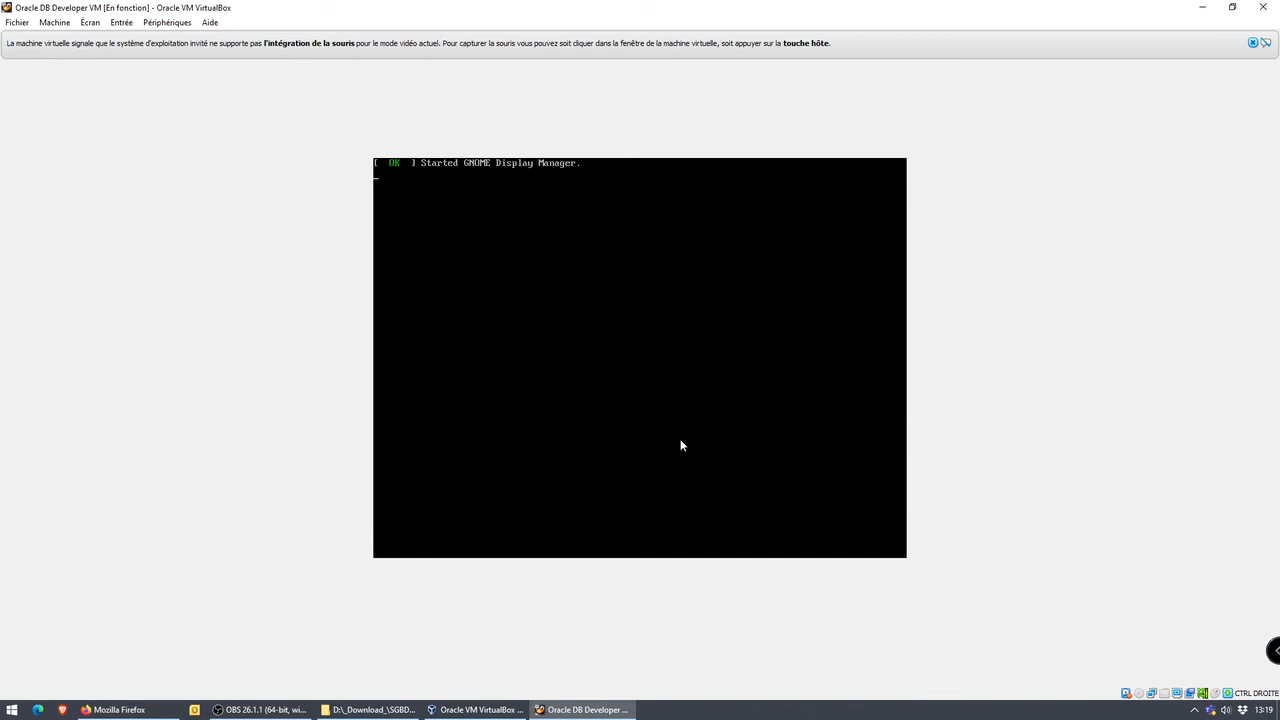 Oracle DB Developer VM [En fonction] - Oracle VM VirtualBox
Fichier Machine Écran Entrée Périphériques Aide
La machine virtuelle signale que le système d'exploitation invité ne supporte pas l'intégration de la souris pour le mode vidéo actuel. Pour capturer la souris vous pouvez soit cliquer dans la fenêtre de la machine virtuelle, soit appuyer sur la touche hôte.
[ OK ] Started GNOME Display Manager.
CTRL DROITE
Mozilla Firefox OBS 26.1.1 (64-bit, wi... D:\_Download_\SGBD... Oracle VM VirtualBox ... Oracle DB Developer ... 13:19